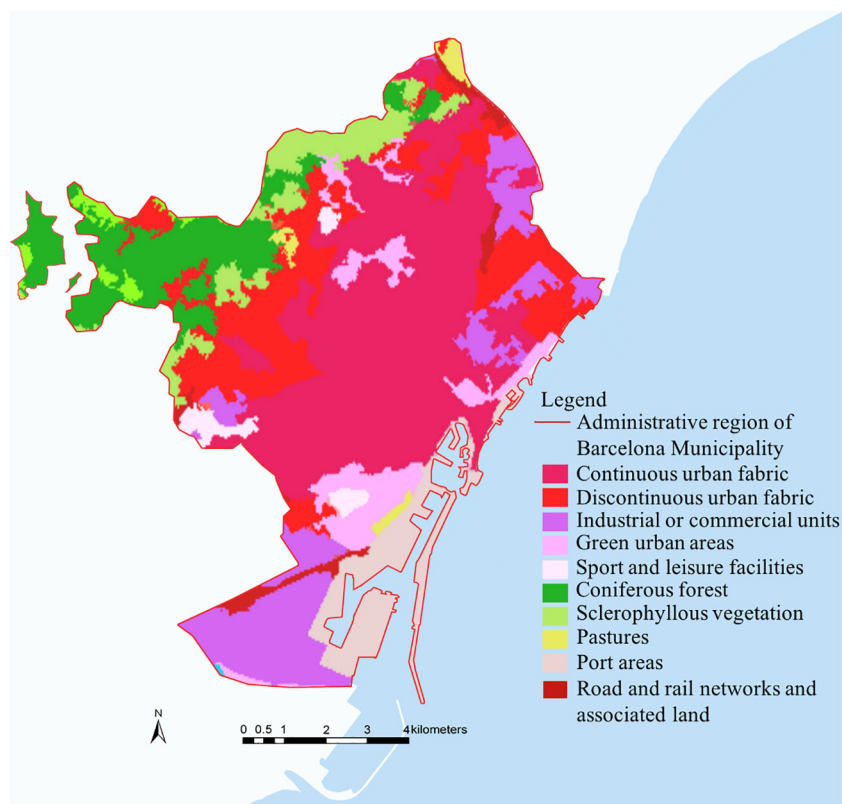 Legend
Administrative region of
Barcelona Municipality
Continuous urban fabric
Discontinuous urban fabric
Industrial or commercial units
Green urban areas
Sport and leisure facilities
Coniferous forest
Sclerophyllous vegetation
Pastures
Port areas
Road and rail networks and
associated land
N
0 0.5 1 2 3 4 kilometers